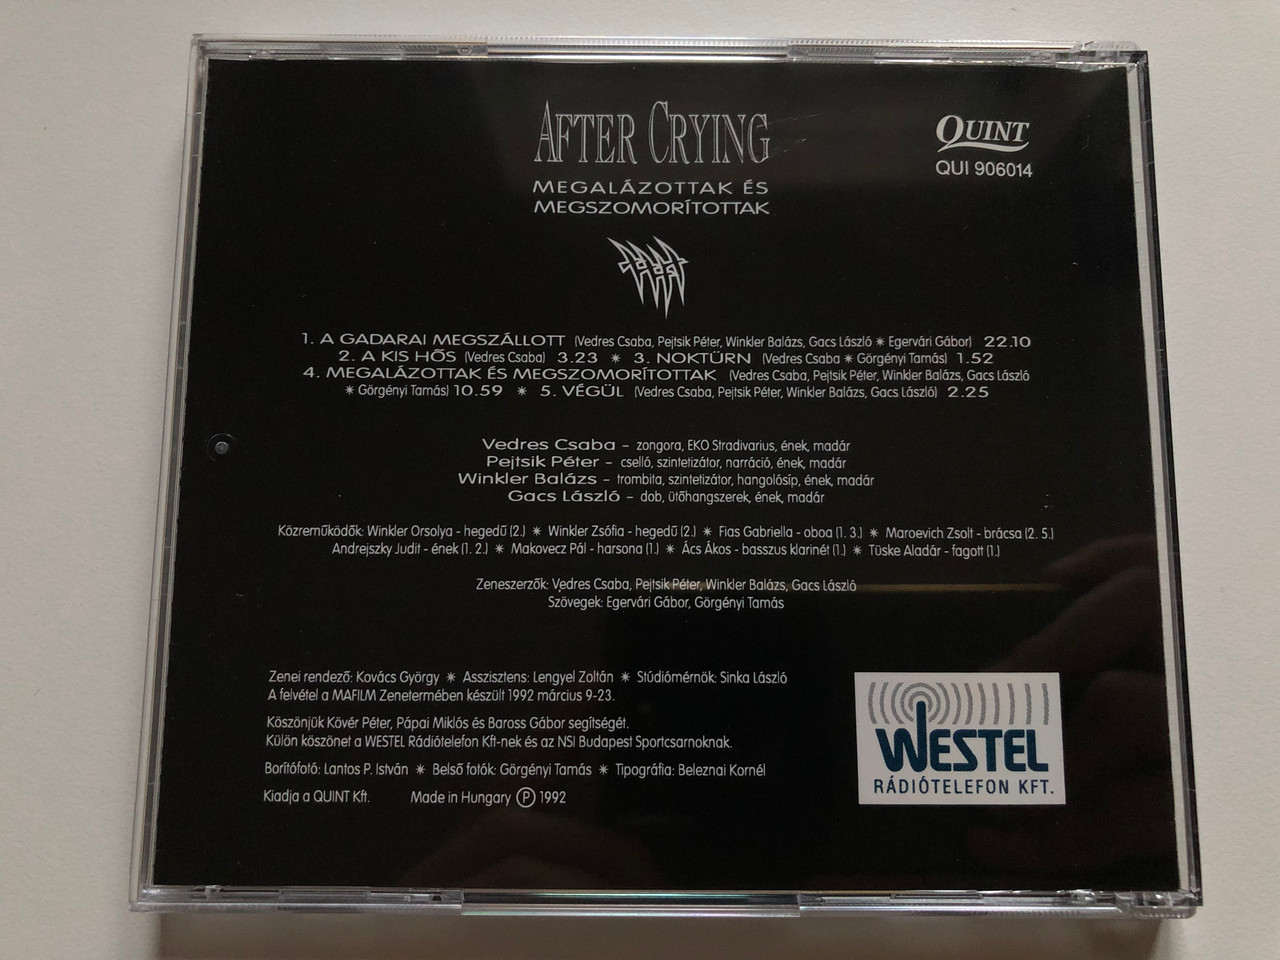 AFTER CRYING
MEGALÁZOTTAK ÉS
MEGSZOMORÍTOTTAK
QUINT
QUI 906014
1. A GADARAI MEGSZÁLLOTT (Vedres Csaba, Pejtsik Péter, Winkler Balázs, Gacs László ✷ Egervári Gábor) 22.10
2. A KIS HŐS (Vedres Csaba) 3.23 ✷ 3. NOKTÜRN (Vedres Csaba ✷ Görgényi Tamás) 1.52
4. MEGALÁZOTTAK ÉS MEGSZOMORÍTOTTAK (Vedres Csaba, Pejtsik Péter, Winkler Balázs, Gacs László
✷ Görgényi Tamás) 10.59 ✷ 5. VÉGÜL (Vedres Csaba, Pejtsik Péter, Winkler Balázs, Gacs László) 2.25
Vedres Csaba – zongora, EKO Stradivarius, ének, madár
Pejtsik Péter – cselló, szintetizátor, narráció, ének, madár
Winkler Balázs – trombita, szintetizátor, hangolósíp, ének, madár
Gacs László – dob, ütőhangszerek, ének, madár
Közreműködők: Winkler Orsolya - hegedű (2.) ✷ Winkler Zsófia - hegedű (2.) ✷ Fias Gabriella - oboa (1. 3.) ✷ Maroevich Zsolt - brácsa (2. 5.)
Andrejszky Judit - ének (1. 2.) ✷ Makovecz Pál - harsona (1.) ✷ Ács Ákos - basszus klarinét (1.) ✷ Tüske Aladár - fagott (1.)
Zeneszerzők: Vedres Csaba, Pejtsik Péter, Winkler Balázs, Gacs László
Szövegek: Egervári Gábor, Görgényi Tamás
Zenei rendező: Kovács György ✷ Asszisztens: Lengyel Zoltán ✷ Stúdiómérnök: Sinka László
A felvétel a MAFILM Zenetermében készült 1992 március 9-23.
Köszönjük Kövér Péter, Pápai Miklós és Baross Gábor segítségét.
Külön köszönet a WESTEL Rádiótelefon Kft-nek és az NSI Budapest Sportcsarnoknak.
Borítófotó: Lantos P. István ✷ Belső fotók: Görgényi Tamás ✷ Tipográfia: Beleznai Kornél
Kiadja a QUINT Kft. Made in Hungary Ⓟ 1992
WESTEL
RÁDIÓTELEFON KFT.